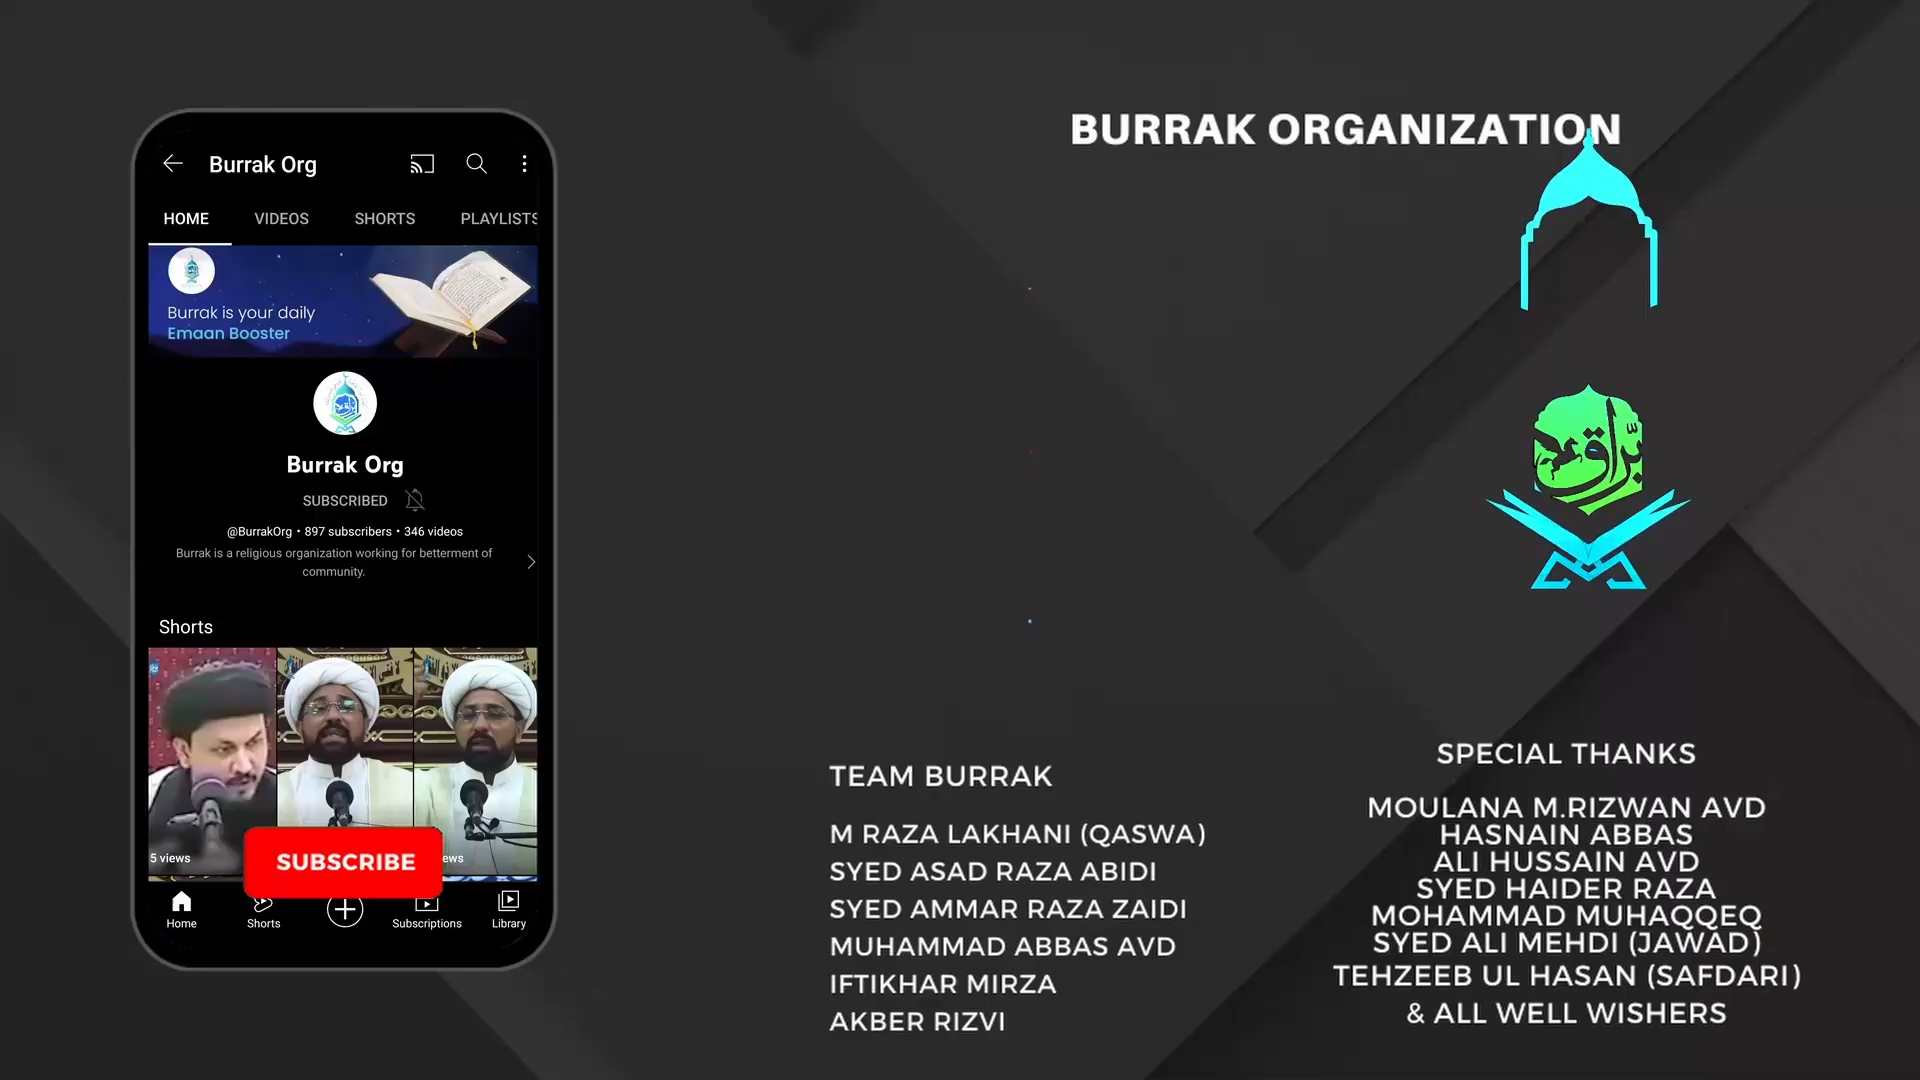 Burrak Org
HOME VIDEOS SHORTS PLAYLISTS
Burrak is your daily
Emaan Booster
Burrak Org
SUBSCRIBED
@BurrakOrg • 897 subscribers • 346 videos
Burrak is a religious organization working for betterment of
community.
Shorts
5 views
ews
SUBSCRIBE
Home Shorts Subscriptions Library
BURRAK ORGANIZATION
برّاق
TEAM BURRAK
M RAZA LAKHANI (QASWA)
SYED ASAD RAZA ABIDI
SYED AMMAR RAZA ZAIDI
MUHAMMAD ABBAS AVD
IFTIKHAR MIRZA
AKBER RIZVI
SPECIAL THANKS
MOULANA M.RIZWAN AVD
HASNAIN ABBAS
ALI HUSSAIN AVD
SYED HAIDER RAZA
MOHAMMAD MUHAQQEQ
SYED ALI MEHDI (JAWAD)
TEHZEEB UL HASAN (SAFDARI)
& ALL WELL WISHERS